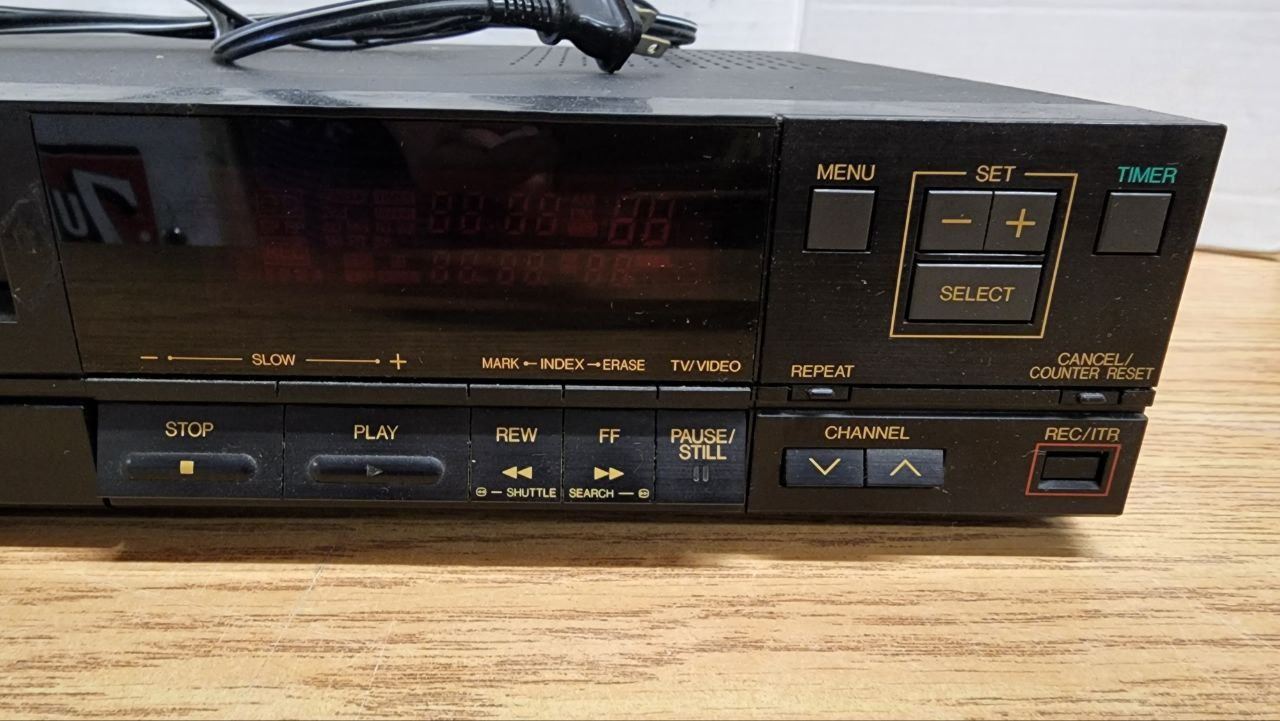 MENU
SET
TIMER
− +
SELECT
− SLOW +
MARK ← INDEX → ERASE
TV/VIDEO
REPEAT
CANCEL/
COUNTER RESET
STOP
PLAY
REW
FF
PAUSE/
STILL
− SHUTTLE
SEARCH −
CHANNEL
REC/ITR